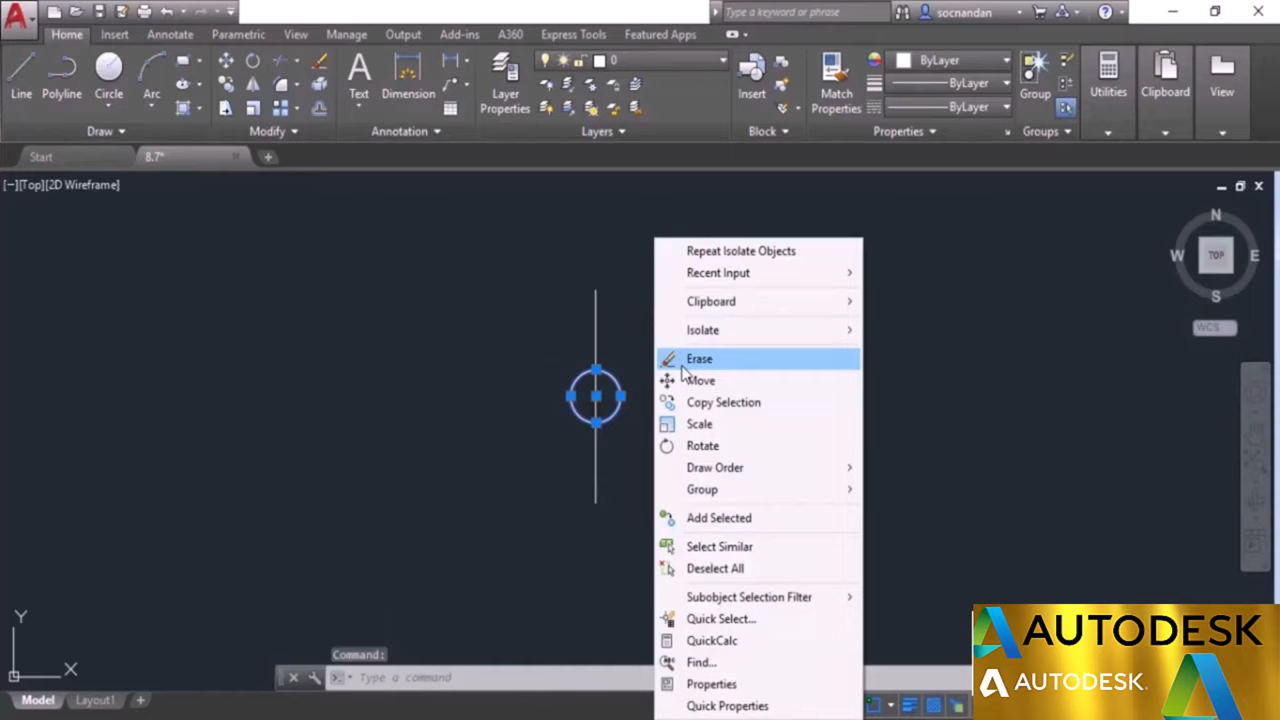 A
Type a keyword or phrase
socnandan
Home Insert Annotate Parametric View Manage Output Add-ins A360 Express Tools Featured Apps
Line
Polyline
Circle
Arc
Text
Dimension
Layer
Properties
0
Insert
Match
Properties
ByLayer
ByLayer
ByLayer
Group
Utilities
Clipboard
View
Draw
Modify
Annotation
Layers
Block
Properties
Groups
Start
8.7*
[−][Top][2D Wireframe]
N
W
TOP
E
S
WCS
Repeat Isolate Objects
Recent Input
Clipboard
Isolate
Erase
Move
Copy Selection
Scale
Rotate
Draw Order
Group
Add Selected
Select Similar
Deselect All
Subobject Selection Filter
Quick Select...
QuickCalc
Find...
Properties
Quick Properties
Y
X
Command:
Type a command
Model
Layout1
AUTODESK
AUTODESK.